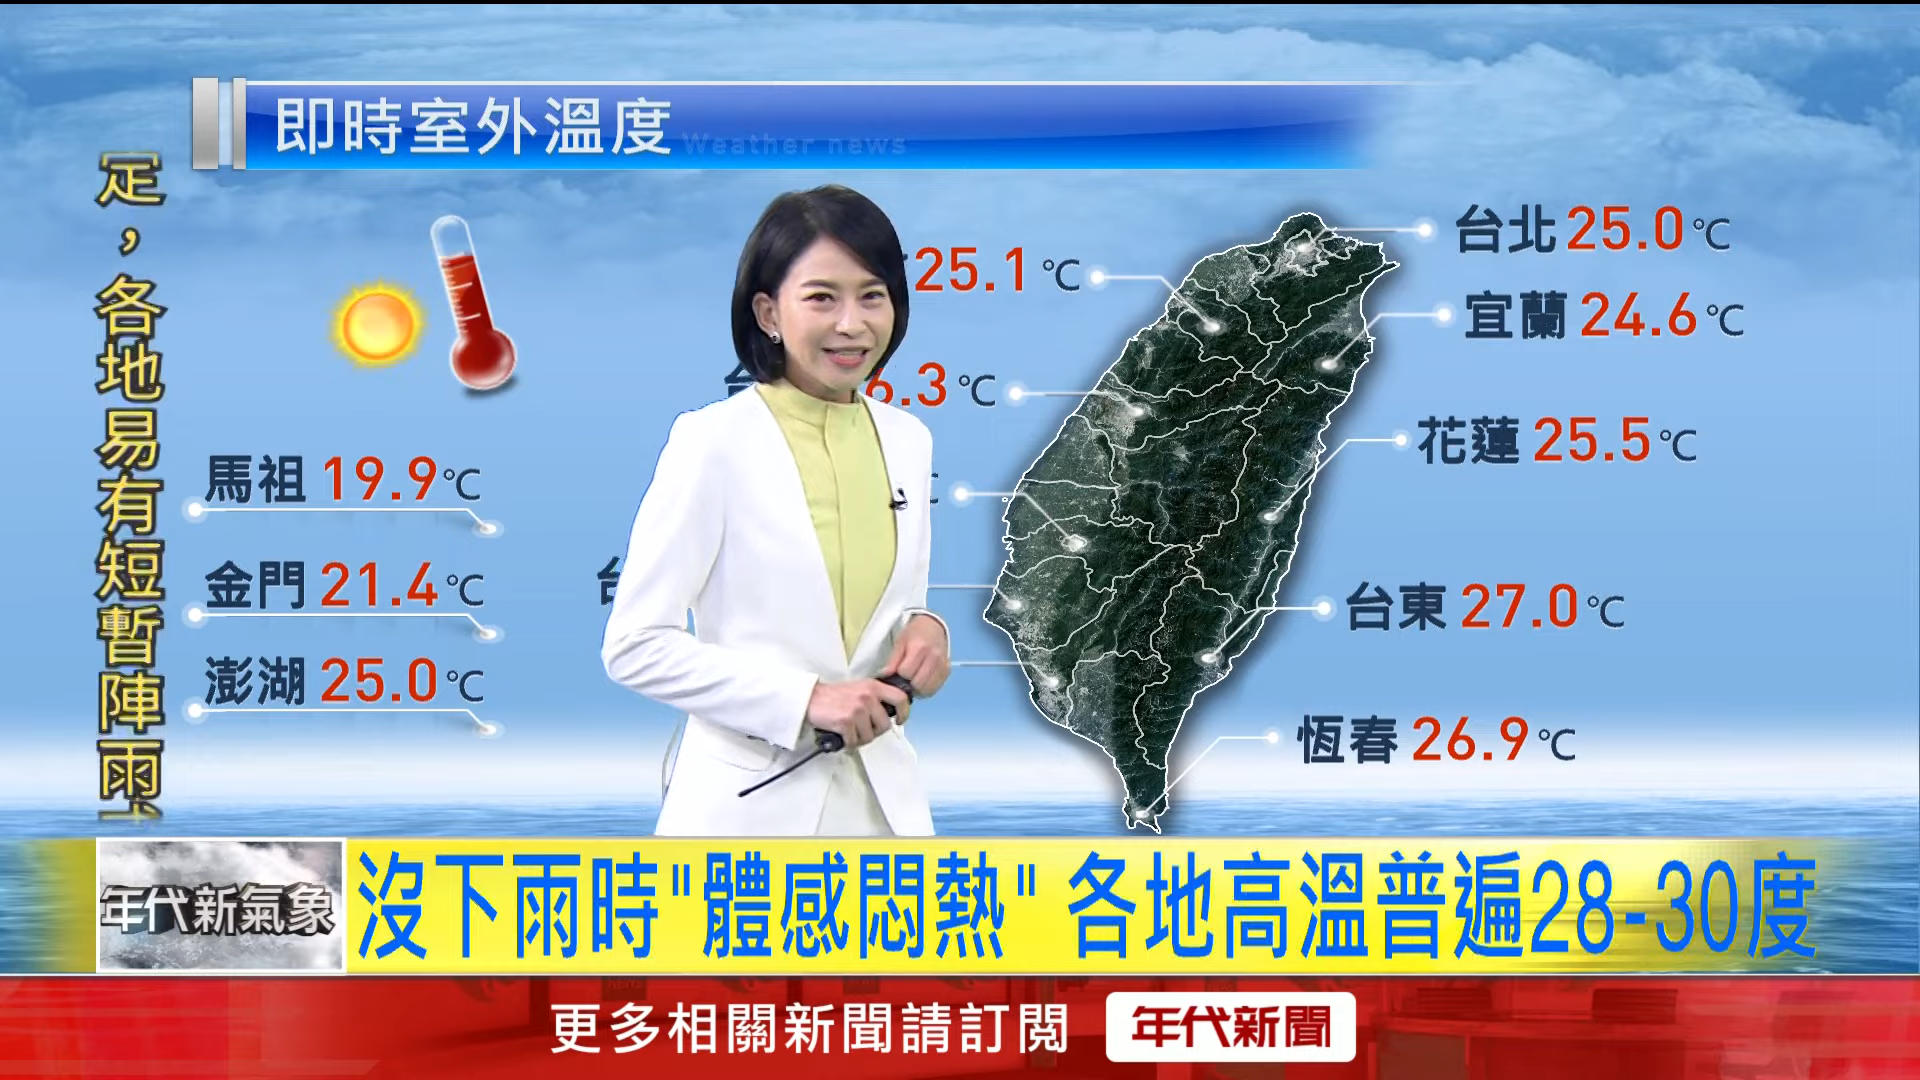 即時室外溫度
Weather news
足，各地易有短暫陣雨
25.1 ℃
台北 25.0 ℃
宜蘭 24.6 ℃
6.3 ℃
花蓮 25.5 ℃
馬祖 19.9 ℃
金門 21.4 ℃
台東 27.0 ℃
澎湖 25.0 ℃
恆春 26.9 ℃
年代新氣象
沒下雨時"體感悶熱" 各地高溫普遍28-30度
更多相關新聞請訂閱
年代新聞